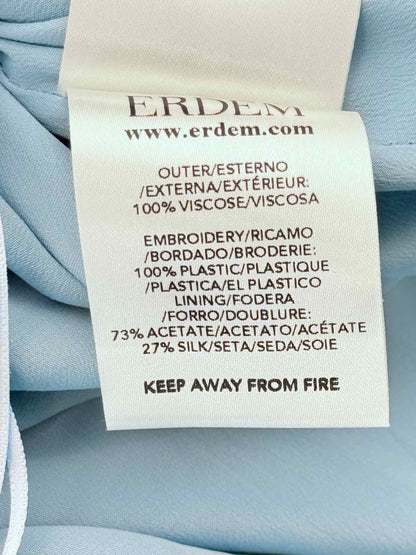 ERDEM
www.erdem.com
OUTER/ESTERNO
/EXTERNA/EXTÉRIEUR:
100% VISCOSE/VISCOSA
EMBROIDERY/RICAMO
/BORDADO/BRODERIE:
100% PLASTIC/PLASTIQUE
/PLASTICA/EL PLASTICO
LINING/FODERA
/FORRO/DOUBLURE:
73% ACETATE/ACETATO/ACÉTATE
27% SILK/SETA/SEDA/SOIE
KEEP AWAY FROM FIRE